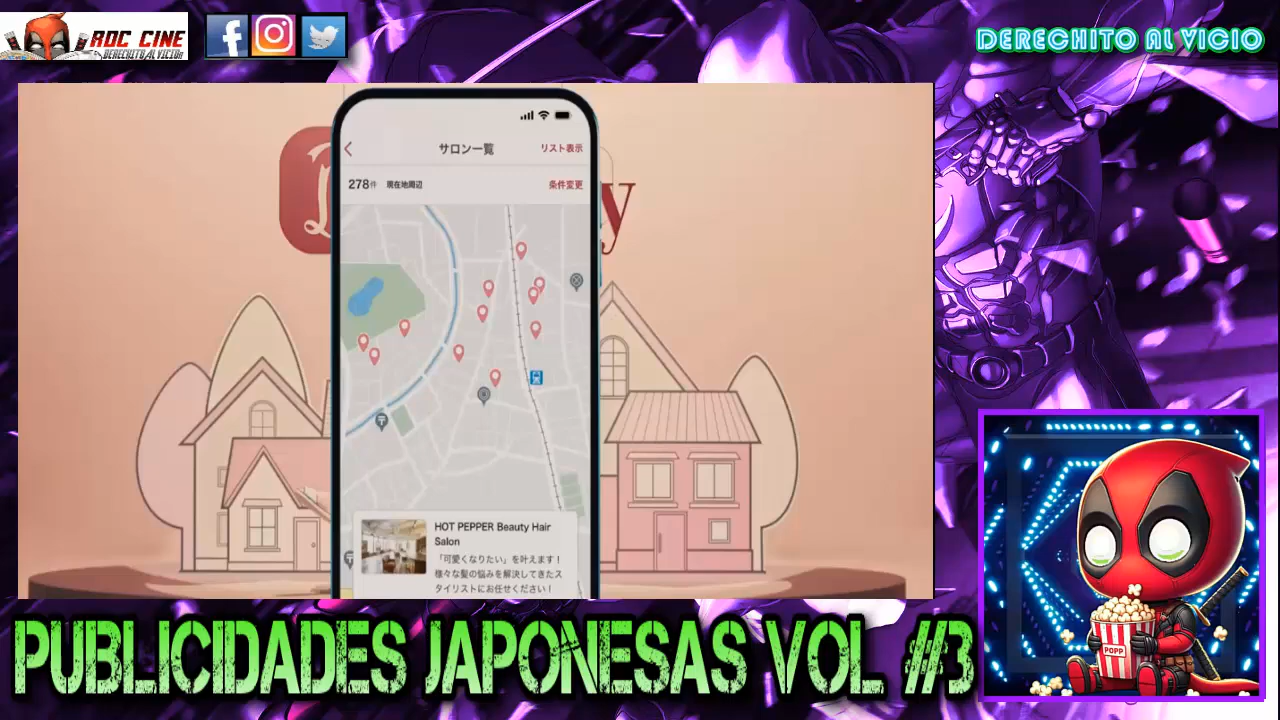 RDC CINE
DERECHITO AL VICIO!!
DERECHITO AL VICIO
サロン一覧
リスト表示
278件 現在地周辺
条件変更
y
HOT PEPPER Beauty Hair
Salon
「可愛くなりたい」を叶えます！
様々な髪の悩みを解決してきたス
タイリストにお任せください！
POPP
PUBLICIDADES JAPONESAS VOL #3